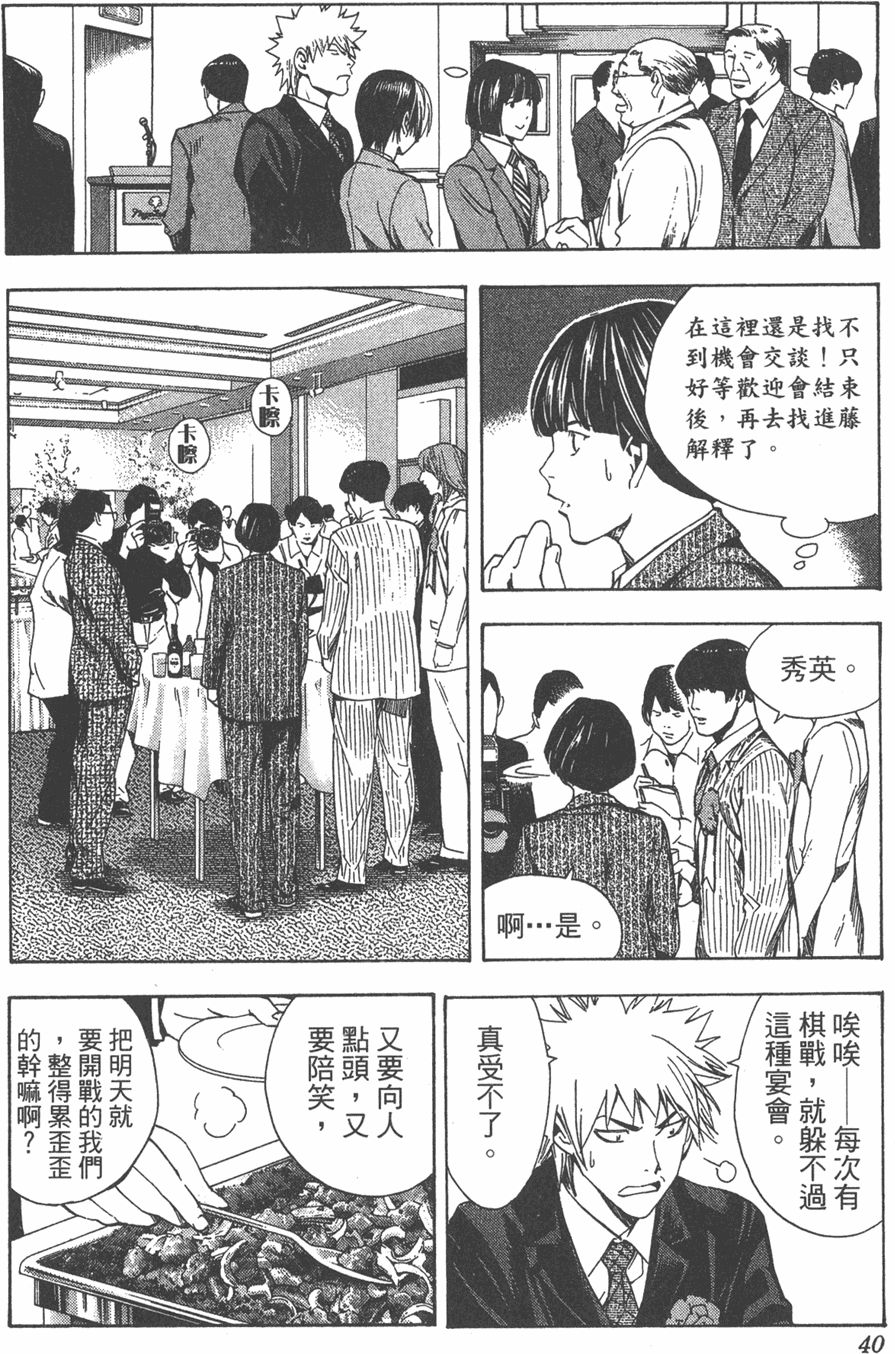 在這裡還是找不
到機會交談！只
好等歡迎會結束
後，再去找進藤
解釋了。
卡嚓
卡嚓
秀英。
啊…是。
唉唉─每次有
棋戰，就躲不過
這種宴會。
真受不了。
又要向人
點頭，又
要陪笑，
把明天就
要開戰的我們
，整得累歪歪
的幹嘛啊？
40